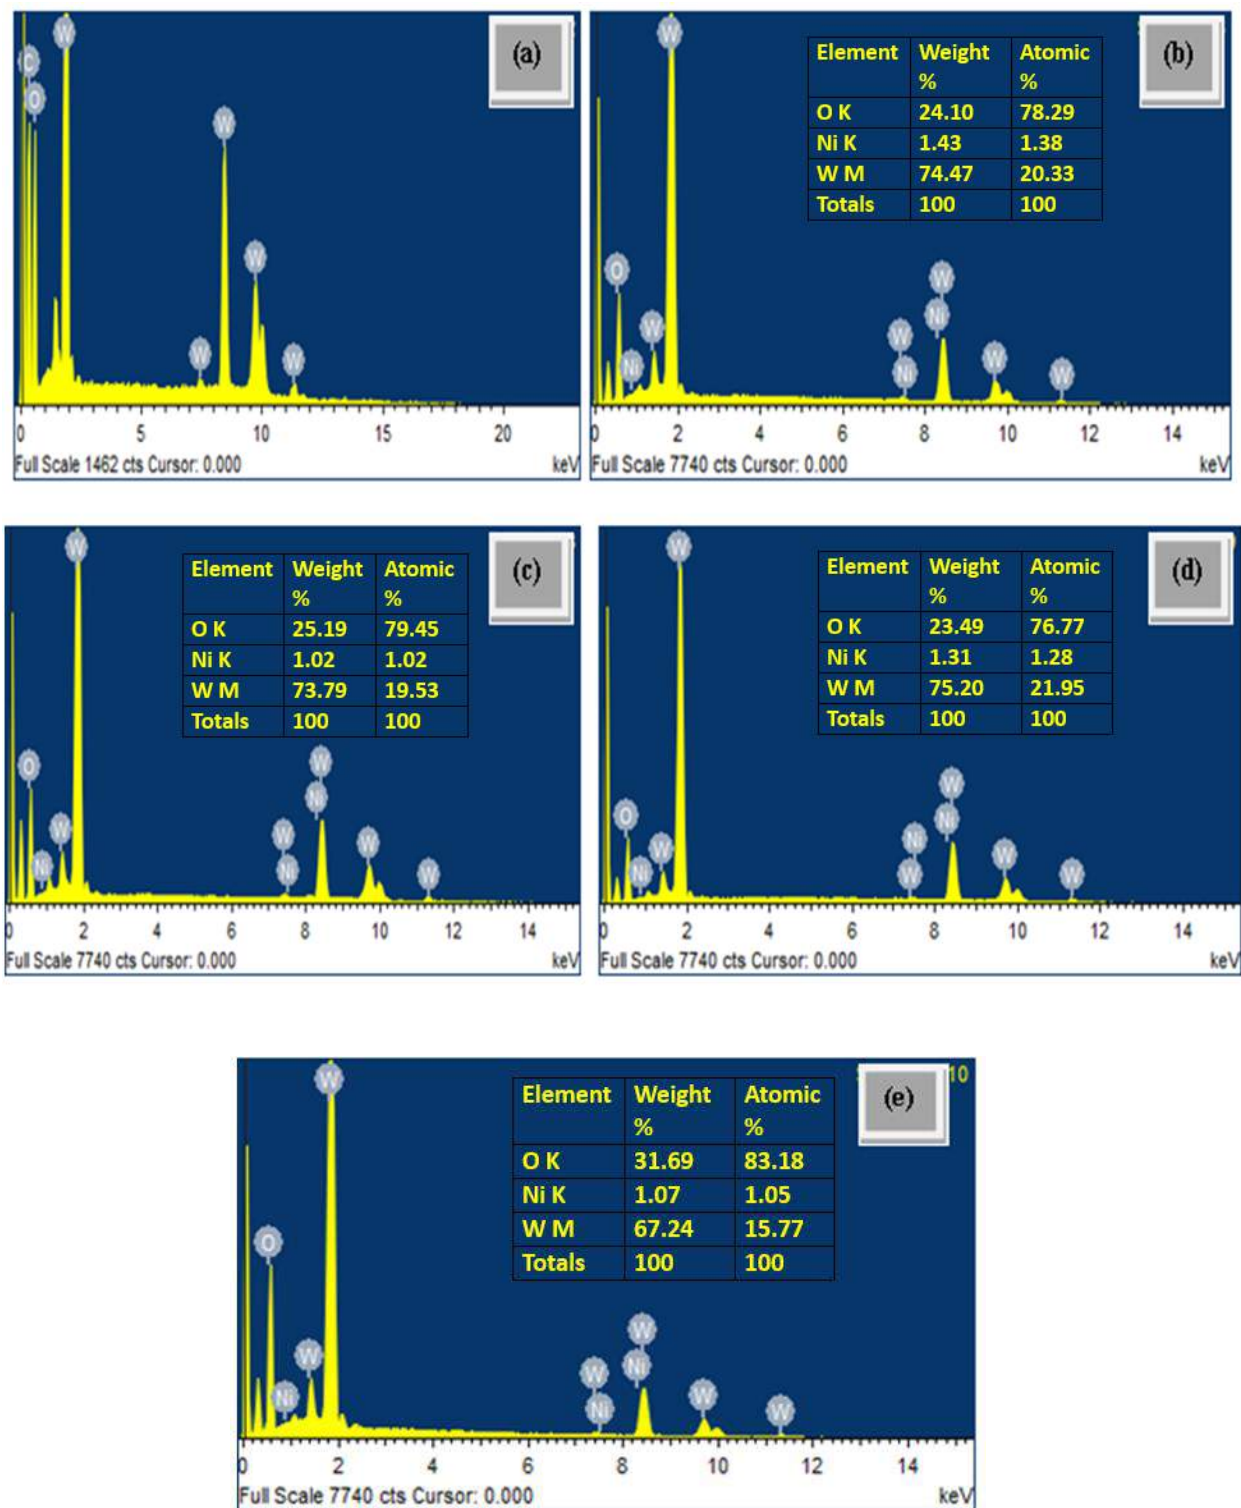 (a)
W
C
O
W
W
W
W
0 5 10 15 20
Full Scale 1462 cts Cursor: 0.000 keV
(b)
W
Element Weight % Atomic %
O K 24.10 78.29
Ni K 1.43 1.38
W M 74.47 20.33
Totals 100 100
O
W
Ni
W
Ni
W
Ni
W
W
0 2 4 6 8 10 12 14
Full Scale 7740 cts Cursor: 0.000 keV
(c)
W
Element Weight % Atomic %
O K 25.19 79.45
Ni K 1.02 1.02
W M 73.79 19.53
Totals 100 100
O
W
Ni
W
Ni
W
Ni
W
W
0 2 4 6 8 10 12 14
Full Scale 7740 cts Cursor: 0.000 keV
(d)
W
Element Weight % Atomic %
O K 23.49 76.77
Ni K 1.31 1.28
W M 75.20 21.95
Totals 100 100
O
W
Ni
W
Ni
Ni
W
W
W
0 2 4 6 8 10 12 14
Full Scale 7740 cts Cursor: 0.000 keV
(e)
10
W
Element Weight % Atomic %
O K 31.69 83.18
Ni K 1.07 1.05
W M 67.24 15.77
Totals 100 100
O
W
Ni
W
Ni
W
Ni
W
W
0 2 4 6 8 10 12 14
Full Scale 7740 cts Cursor: 0.000 keV